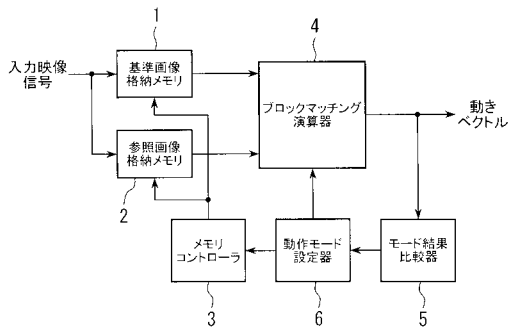 1
4
入力映像
信号
基準画像
格納メモリ
ブロックマッチング
演算器
動き
ベクトル
参照画像
格納メモリ
2
メモリ
コントローラ
動作モード
設定器
モード結果
比較器
3
6
5